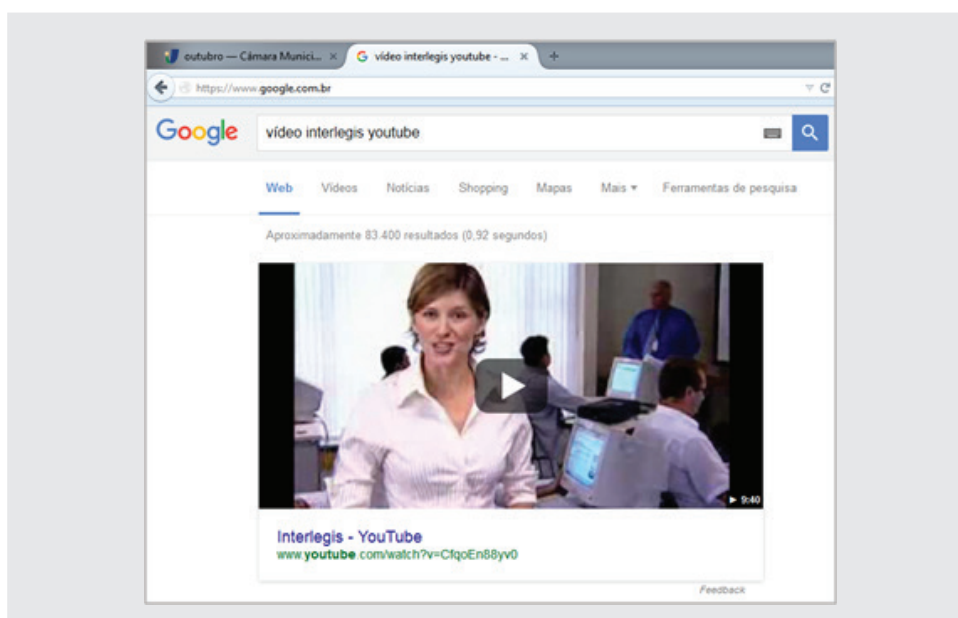 outubro — Câmara Munici... × G vídeo interlegis youtube - ... × +
https://www.google.com.br
Google vídeo interlegis youtube
Web Vídeos Notícias Shopping Mapas Mais ▾ Ferramentas de pesquisa
Aproximadamente 83.400 resultados (0,92 segundos)
9:40
Interlegis - YouTube
www.youtube.com/watch?v=CfqoEn88yv0
Feedback